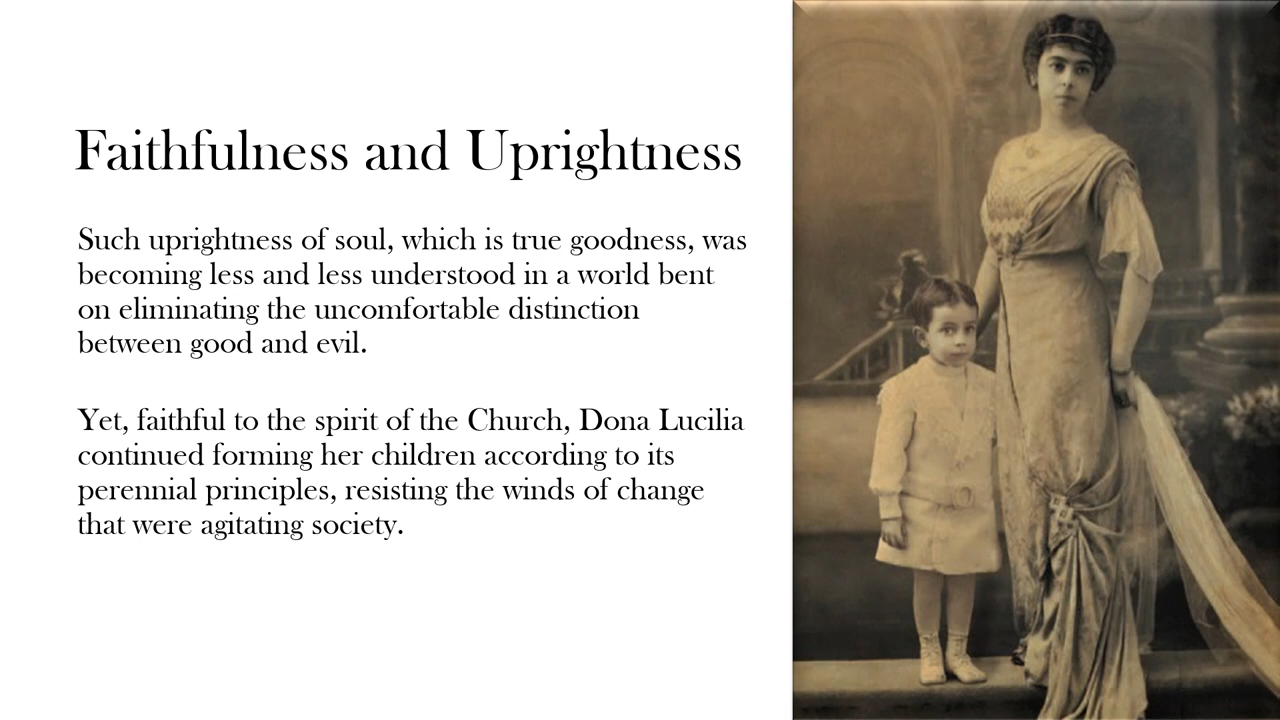 Faithfulness and Uprightness
Such uprightness of soul, which is true goodness, was
becoming less and less understood in a world bent
on eliminating the uncomfortable distinction
between good and evil.
Yet, faithful to the spirit of the Church, Dona Lucilia
continued forming her children according to its
perennial principles, resisting the winds of change
that were agitating society.